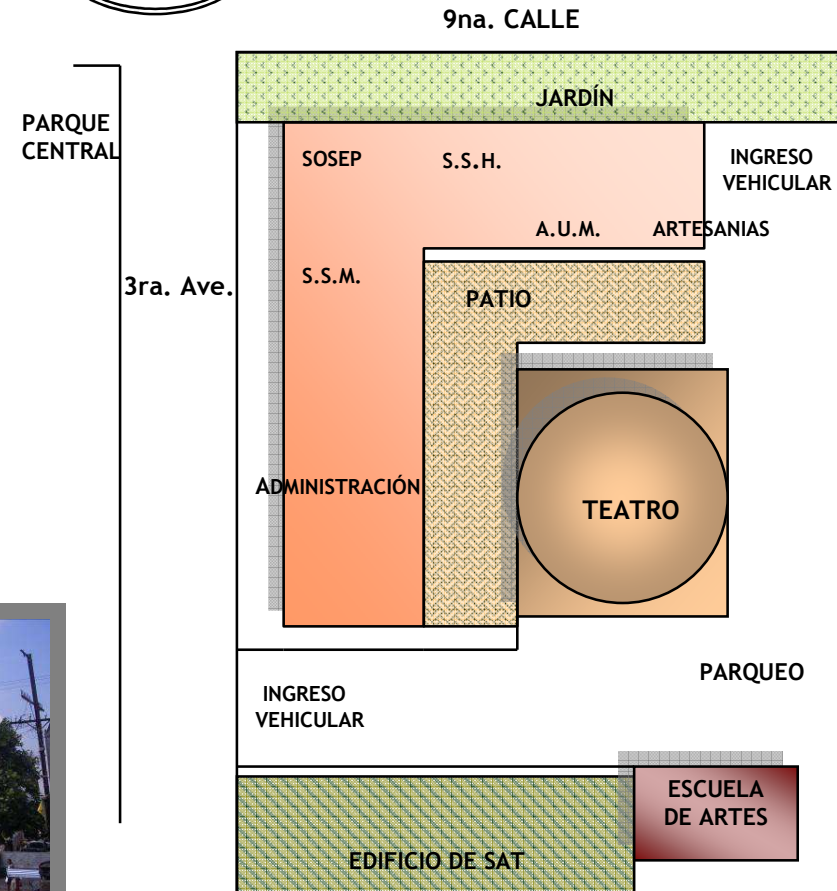 9na. CALLE
JARDÍN
PARQUE
CENTRAL
SOSEP
S.S.H.
INGRESO
VEHICULAR
A.U.M.
ARTESANIAS
3ra. Ave.
S.S.M.
PATIO
ADMINISTRACIÓN
TEATRO
PARQUEO
INGRESO
VEHICULAR
ESCUELA
DE ARTES
EDIFICIO DE SAT